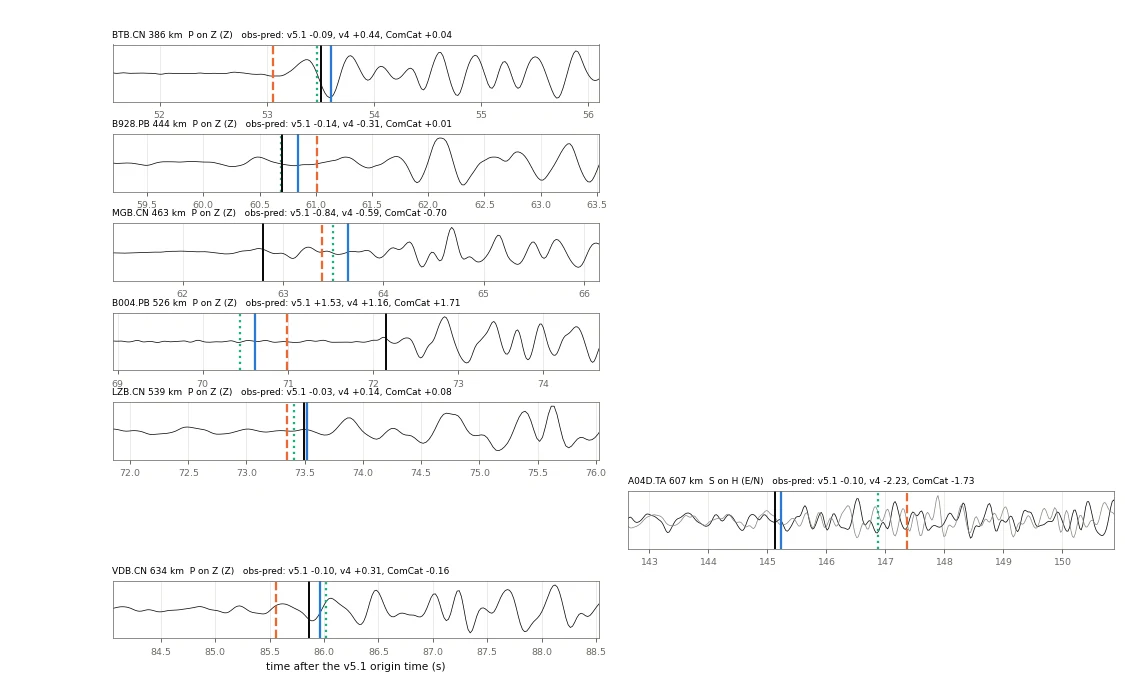 BTB.CN 386 km  P on Z (Z)   obs-pred: v5.1 -0.09, v4 +0.44, ComCat +0.04
52 53 54 55 56
B928.PB 444 km  P on Z (Z)   obs-pred: v5.1 -0.14, v4 -0.31, ComCat +0.01
59.5 60.0 60.5 61.0 61.5 62.0 62.5 63.0 63.5
MGB.CN 463 km  P on Z (Z)   obs-pred: v5.1 -0.84, v4 -0.59, ComCat -0.70
62 63 64 65 66
B004.PB 526 km  P on Z (Z)   obs-pred: v5.1 +1.53, v4 +1.16, ComCat +1.71
69 70 71 72 73 74
LZB.CN 539 km  P on Z (Z)   obs-pred: v5.1 -0.03, v4 +0.14, ComCat +0.08
72.0 72.5 73.0 73.5 74.0 74.5 75.0 75.5 76.0
A04D.TA 607 km  S on H (E/N)   obs-pred: v5.1 -0.10, v4 -2.23, ComCat -1.73
143 144 145 146 147 148 149 150
VDB.CN 634 km  P on Z (Z)   obs-pred: v5.1 -0.10, v4 +0.31, ComCat -0.16
84.5 85.0 85.5 86.0 86.5 87.0 87.5 88.0 88.5
time after the v5.1 origin time (s)